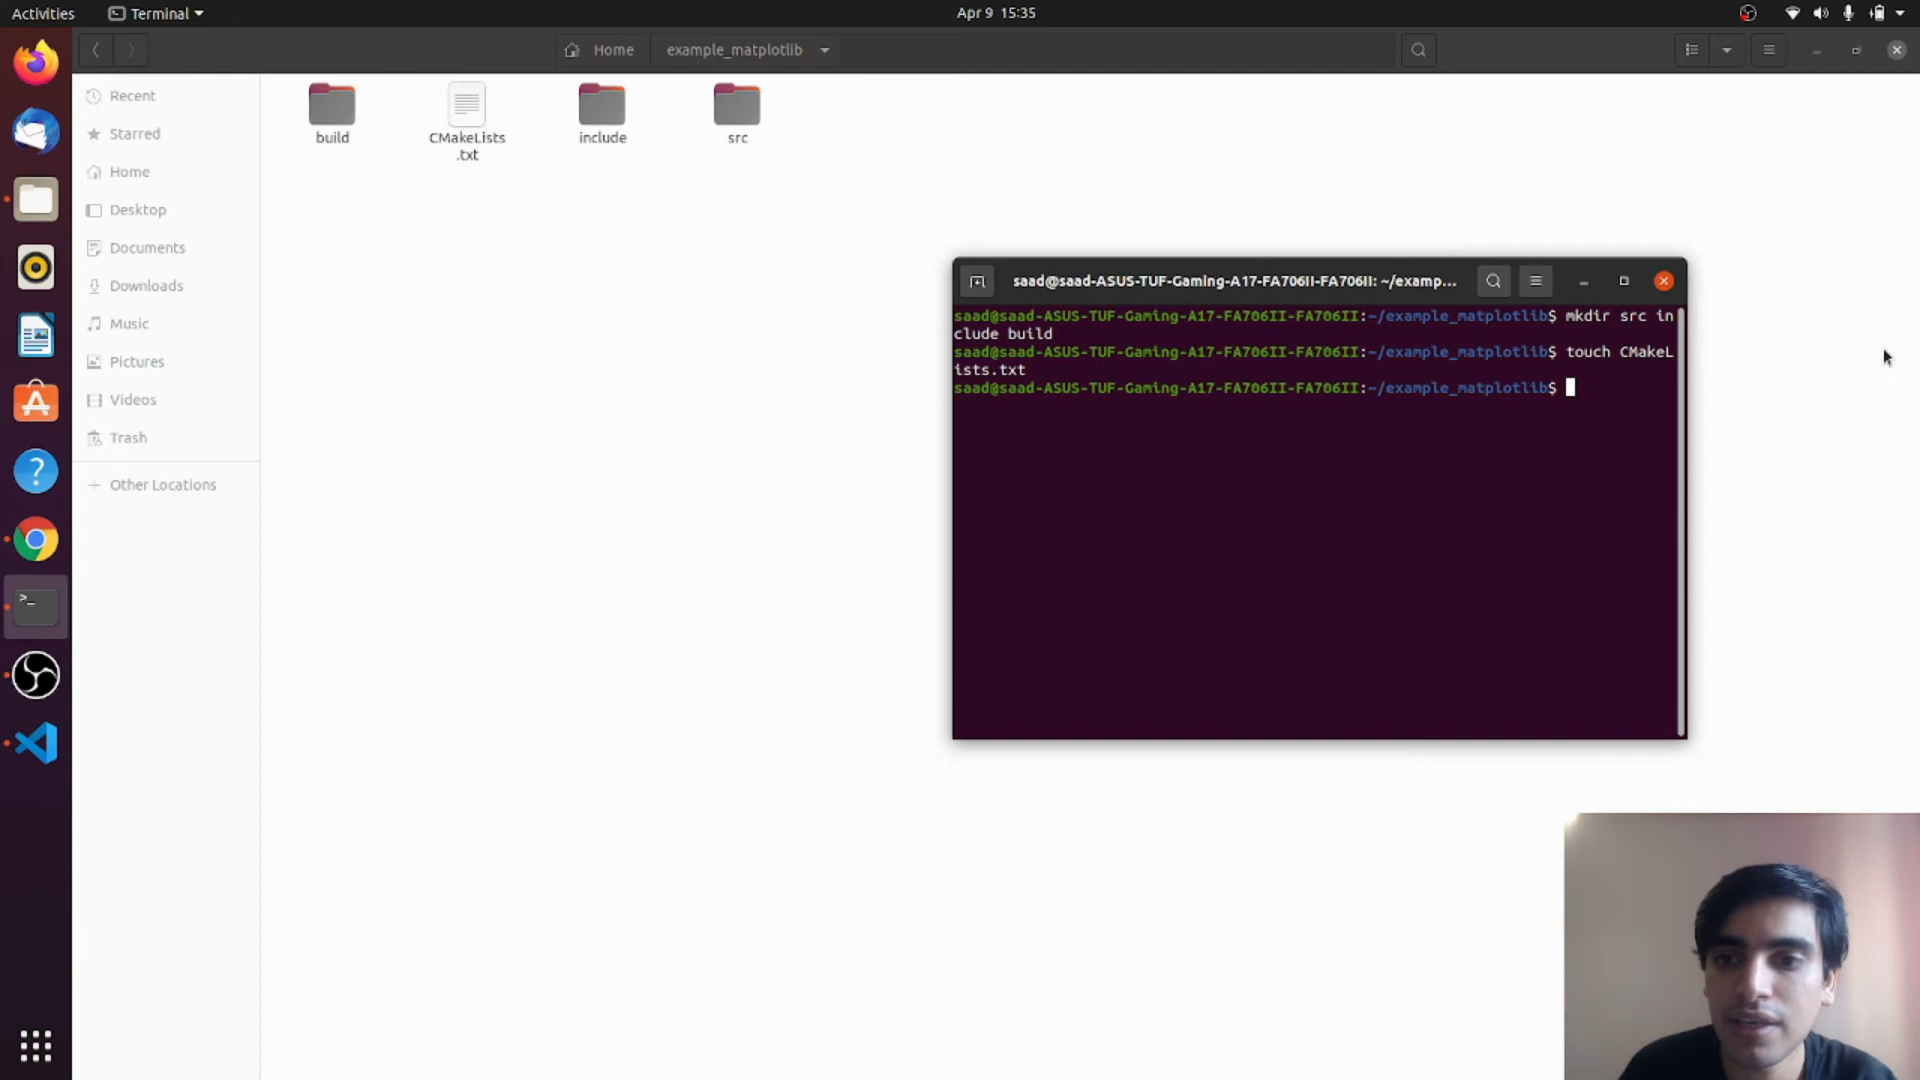 Activities
Terminal
Apr 9 15:35
Home
example_matplotlib
Recent
Starred
Home
Desktop
Documents
Downloads
Music
Pictures
Videos
Trash
Other Locations
build
CMakeLists
.txt
include
src
saad@saad-ASUS-TUF-Gaming-A17-FA706II-FA706II: ~/examp...
saad@saad-ASUS-TUF-Gaming-A17-FA706II-FA706II:~/example_matplotlib$ mkdir src in
clude build
saad@saad-ASUS-TUF-Gaming-A17-FA706II-FA706II:~/example_matplotlib$ touch CMakeL
ists.txt
saad@saad-ASUS-TUF-Gaming-A17-FA706II-FA706II:~/example_matplotlib$